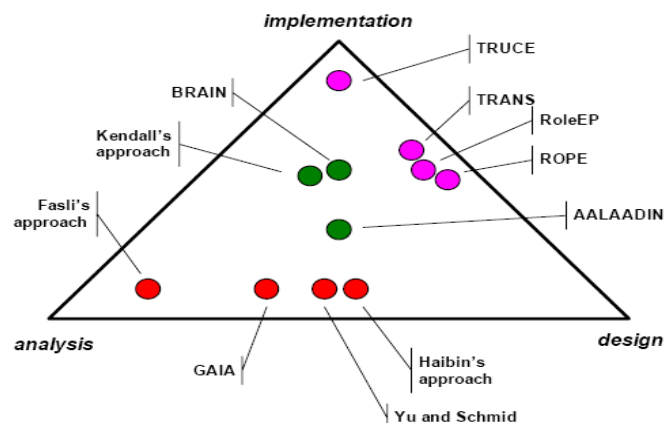 implementation
TRUCE
BRAIN
TRANS
Kendall's
approach
RoleEP
ROPE
Fasli's
approach
AALAADIN
analysis
design
GAIA
Haibin's
approach
Yu and Schmid